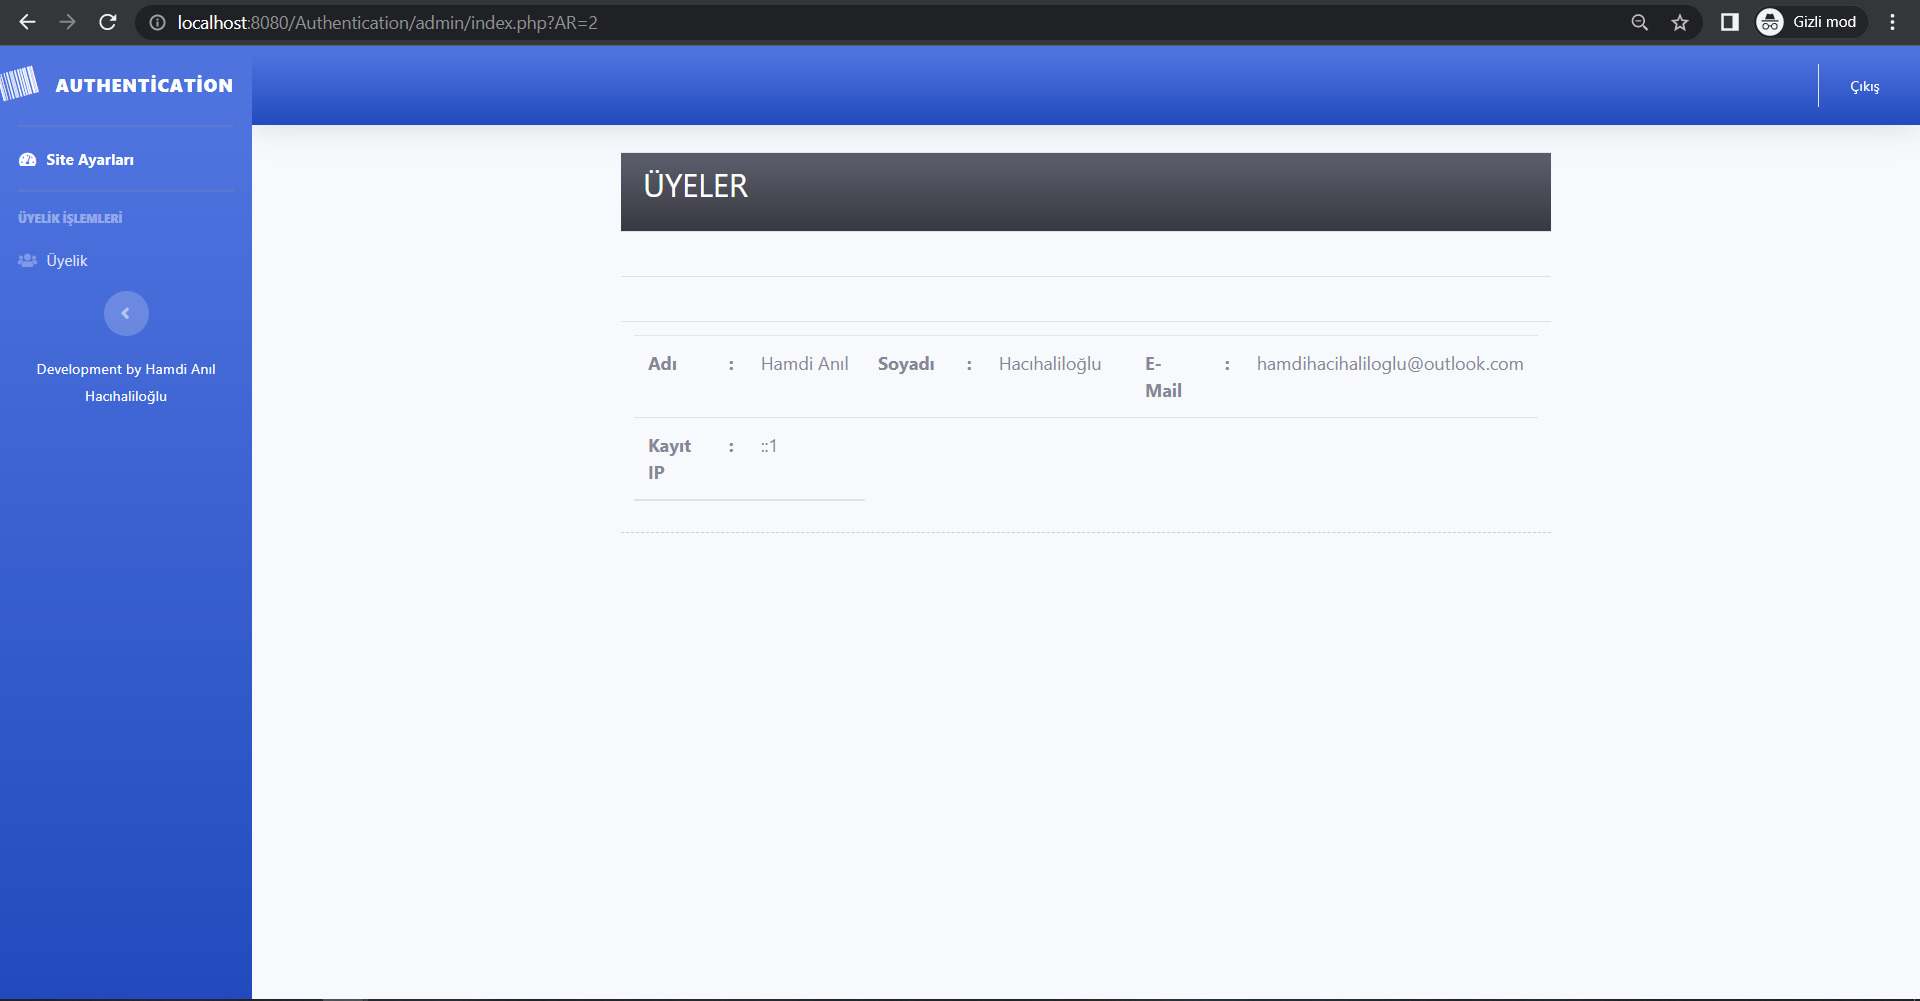 localhost:8080/Authentication/admin/index.php?AR=2
Gizli mod
AUTHENTİCATİON
Çıkış
Site Ayarları
ÜYELİK İŞLEMLERİ
Üyelik
Development by Hamdi Anıl
Hacıhaliloğlu
ÜYELER
Adı : Hamdi Anıl Soyadı : Hacıhaliloğlu E-Mail : hamdihacihaliloglu@outlook.com
Kayıt IP : ::1